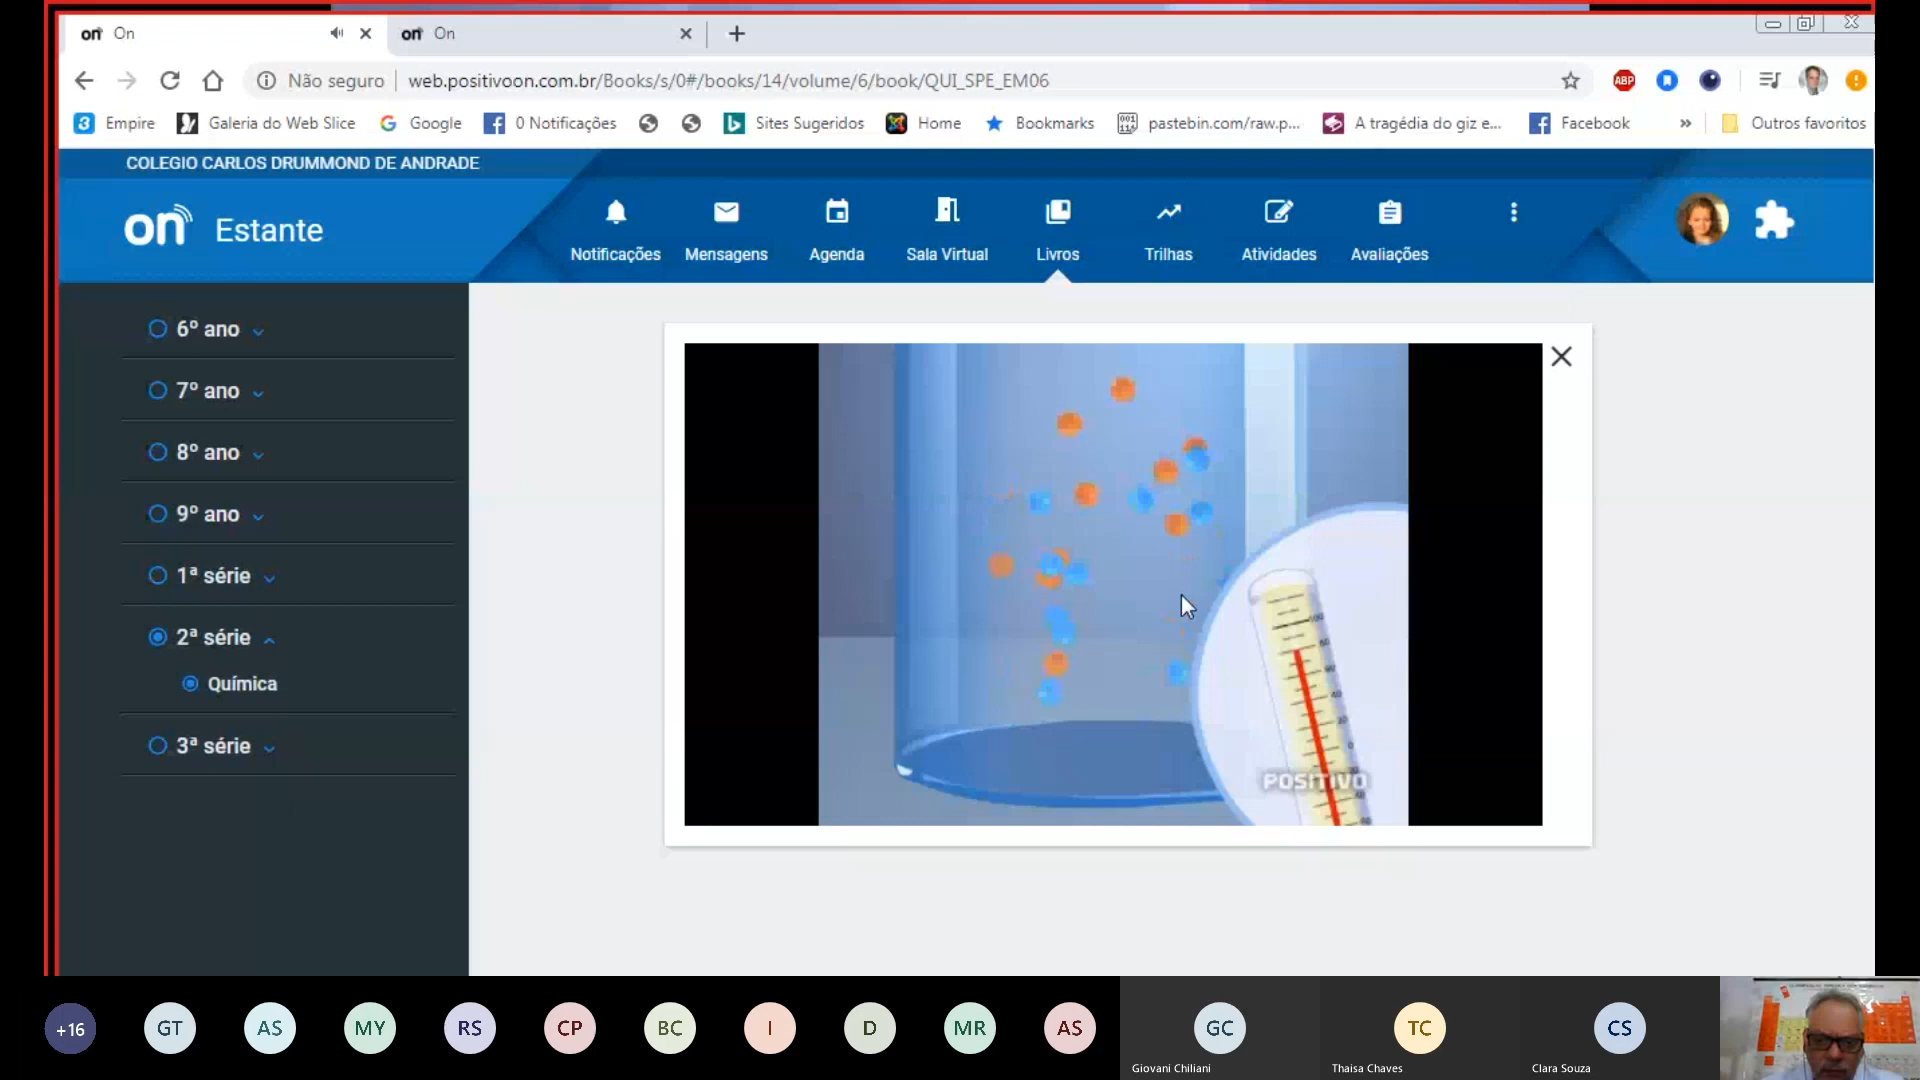 on On
on On
Não seguro web.positivoon.com.br/Books/s/0#/books/14/volume/6/book/QUI_SPE_EM06
ABP
Empire Galeria do Web Slice Google 0 Notificações Sites Sugeridos Home Bookmarks pastebin.com/raw.p... A tragédia do giz e... Facebook » Outros favoritos
COLEGIO CARLOS DRUMMOND DE ANDRADE
on Estante
Notificações Mensagens Agenda Sala Virtual Livros Trilhas Atividades Avaliações
6º ano
7º ano
8º ano
9º ano
1ª série
2ª série
Química
3ª série
POSITIVO
+16 GT AS MY RS CP BC I D MR AS GC TC CS
Giovani Chiliani Thaisa Chaves Clara Souza